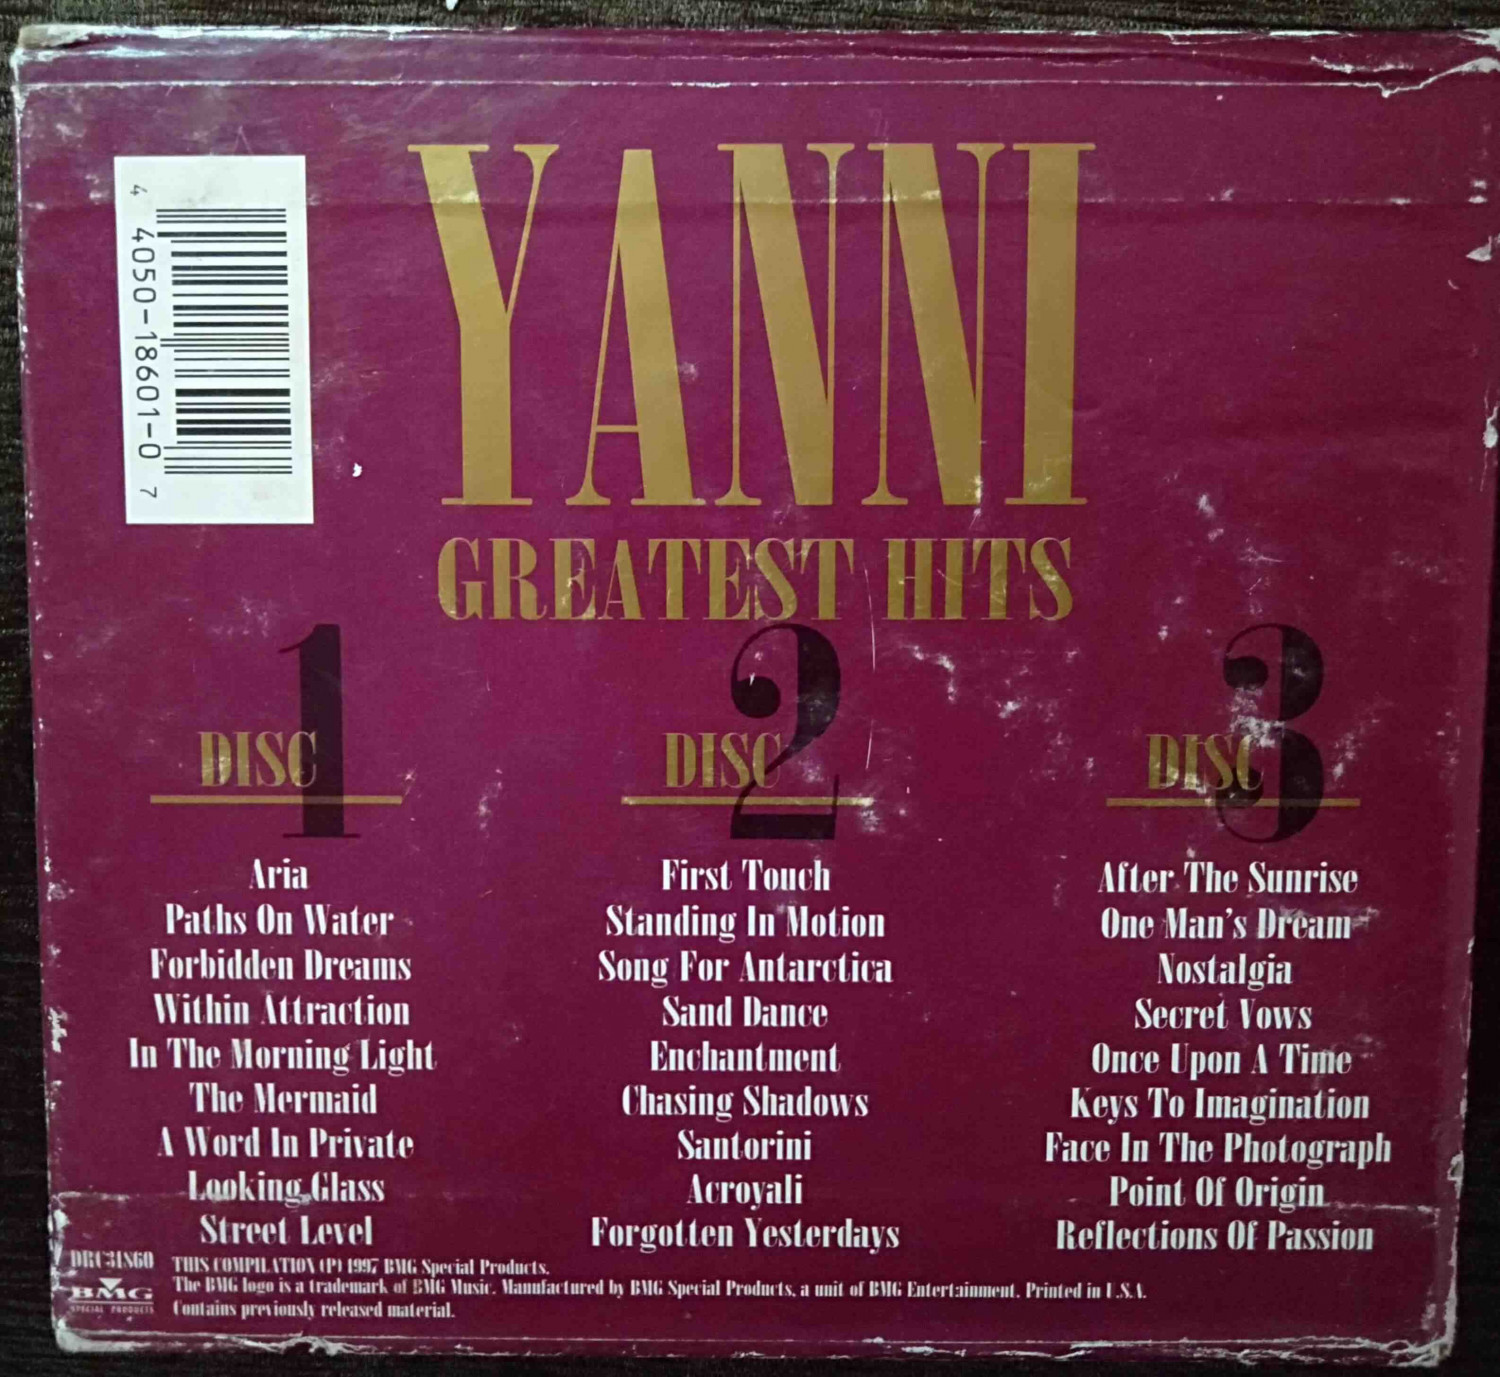 4 4050-18601-0 7
YANNI
GREATEST HITS
DISC 1
Aria
Paths On Water
Forbidden Dreams
Within Attraction
In The Morning Light
The Mermaid
A Word In Private
Looking Glass
Street Level
DISC 2
First Touch
Standing In Motion
Song For Antarctica
Sand Dance
Enchantment
Chasing Shadows
Santorini
Acroyali
Forgotten Yesterdays
DISC 3
After The Sunrise
One Man's Dream
Nostalgia
Secret Vows
Once Upon A Time
Keys To Imagination
Face In The Photograph
Point Of Origin
Reflections Of Passion
DRC31860
BMG
SPECIAL PRODUCTS
THIS COMPILATION (P) 1997 BMG Special Products.
The BMG logo is a trademark of BMG Music. Manufactured by BMG Special Products, a unit of BMG Entertainment. Printed in U.S.A.
Contains previously released material.